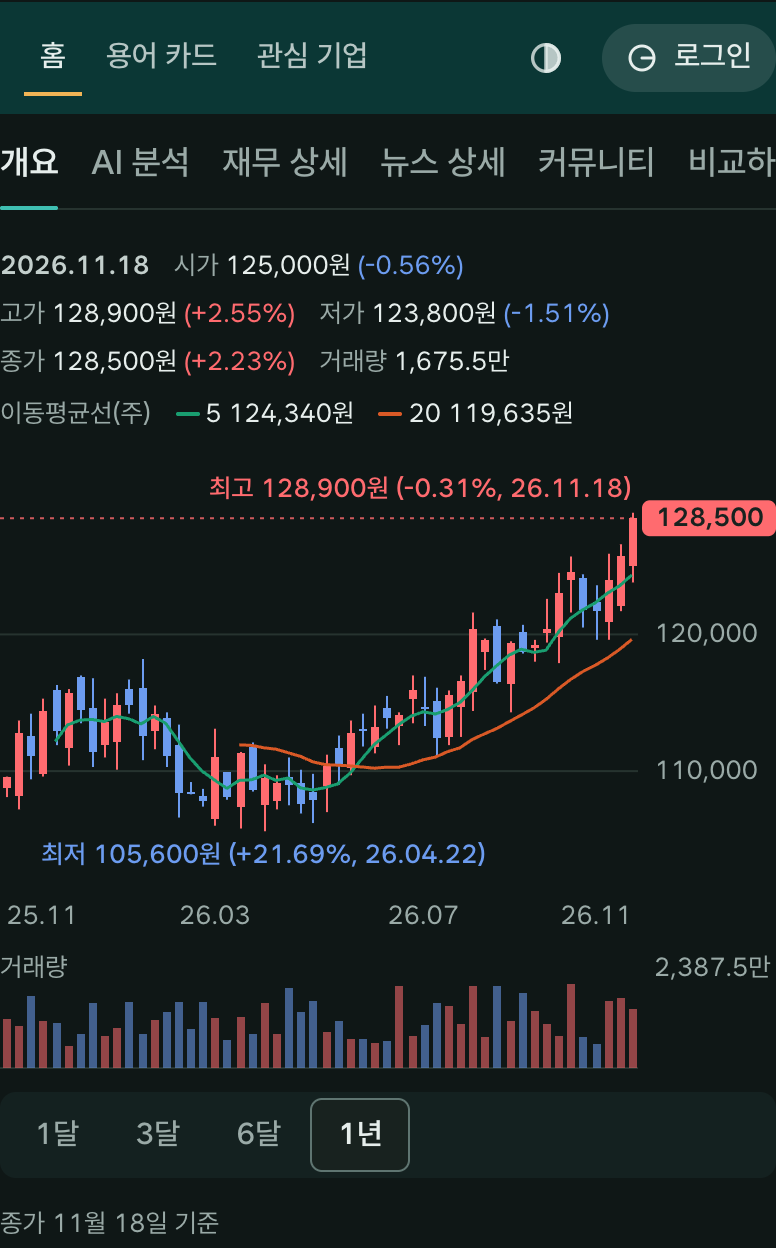 홈 용어 카드 관심 기업 로그인
개요 AI 분석 재무 상세 뉴스 상세 커뮤니티 비교하
2026.11.18 시가 125,000원 (-0.56%)
고가 128,900원 (+2.55%) 저가 123,800원 (-1.51%)
종가 128,500원 (+2.23%) 거래량 1,675.5만
이동평균선(주) 5 124,340원 20 119,635원
최고 128,900원 (-0.31%, 26.11.18)
128,500
120,000
110,000
최저 105,600원 (+21.69%, 26.04.22)
25.11 26.03 26.07 26.11
거래량 2,387.5만
1달 3달 6달 1년
종가 11월 18일 기준